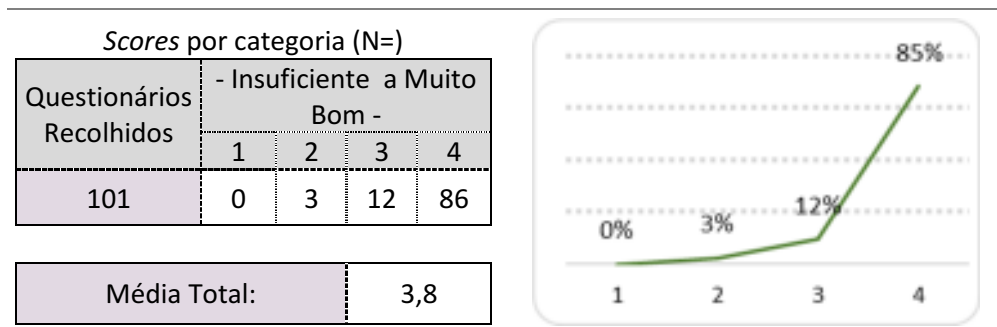 Scores por categoria (N=)
Questionários Recolhidos
- Insuficiente a Muito Bom -
1 2 3 4
101 0 3 12 86
Média Total: 3,8
85%
12%
3%
0%
1 2 3 4